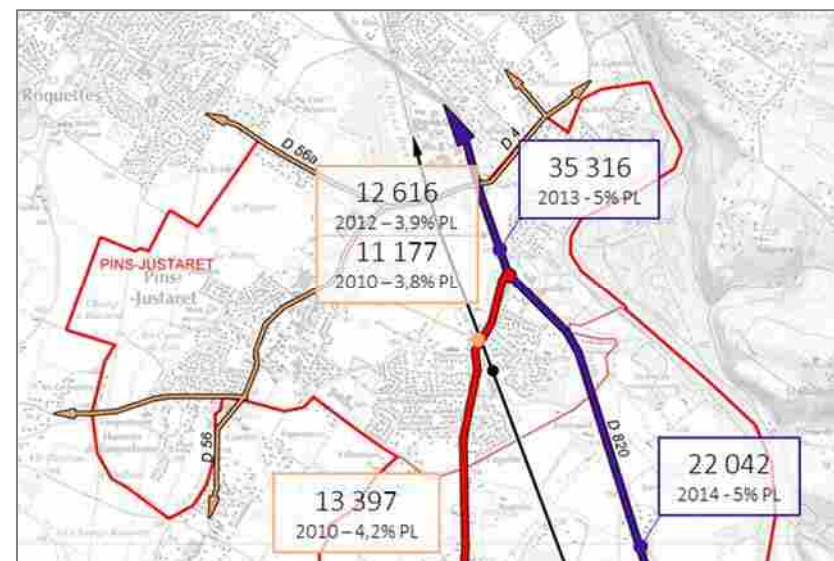 Roquettes
D 56a
D 4
35 316
2013 - 5% PL
12 616
2012 – 3,9% PL
11 177
2010 – 3,8% PL
PINS-JUSTARET
Pins-
-Justaret
D 56
D 820
22 042
2014 - 5% PL
13 397
2010 – 4,2% PL